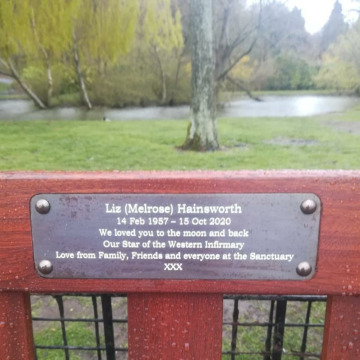 Liz (Melrose) Hainsworth
14 Feb 1957 – 15 Oct 2020
We loved you to the moon and back
Our Star of the Western Infirmary
Love from Family, Friends and everyone at the Sanctuary
XXX